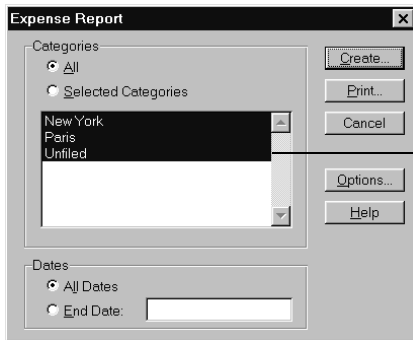 Expense Report
Categories
All
Selected Categories
New York
Paris
Unfiled
Create...
Print...
Cancel
Options...
Help
Dates
All Dates
End Date: